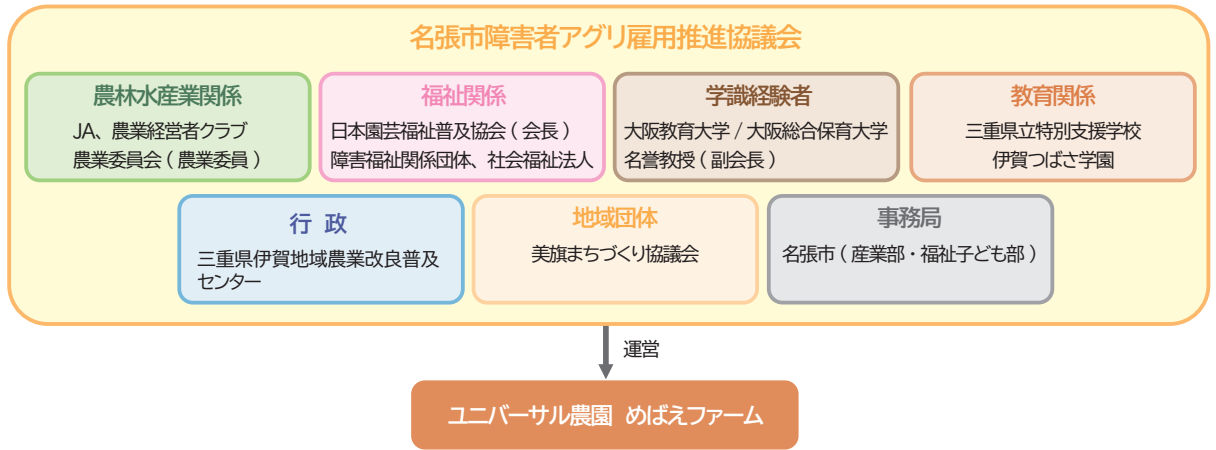 名張市障害者アグリ雇用推進協議会
農林水産業関係
JA、農業経営者クラブ
農業委員会 ( 農業委員 )
福祉関係
日本園芸福祉普及協会 ( 会長 )
障害福祉関係団体、社会福祉法人
学識経験者
大阪教育大学 / 大阪総合保育大学
名誉教授（副会長）
教育関係
三重県立特別支援学校
伊賀つばさ学園
行 政
三重県伊賀地域農業改良普及
センター
地域団体
美旗まちづくり協議会
事務局
名張市 ( 産業部・福祉子ども部 )
運営
ユニバーサル農園 めばえファーム